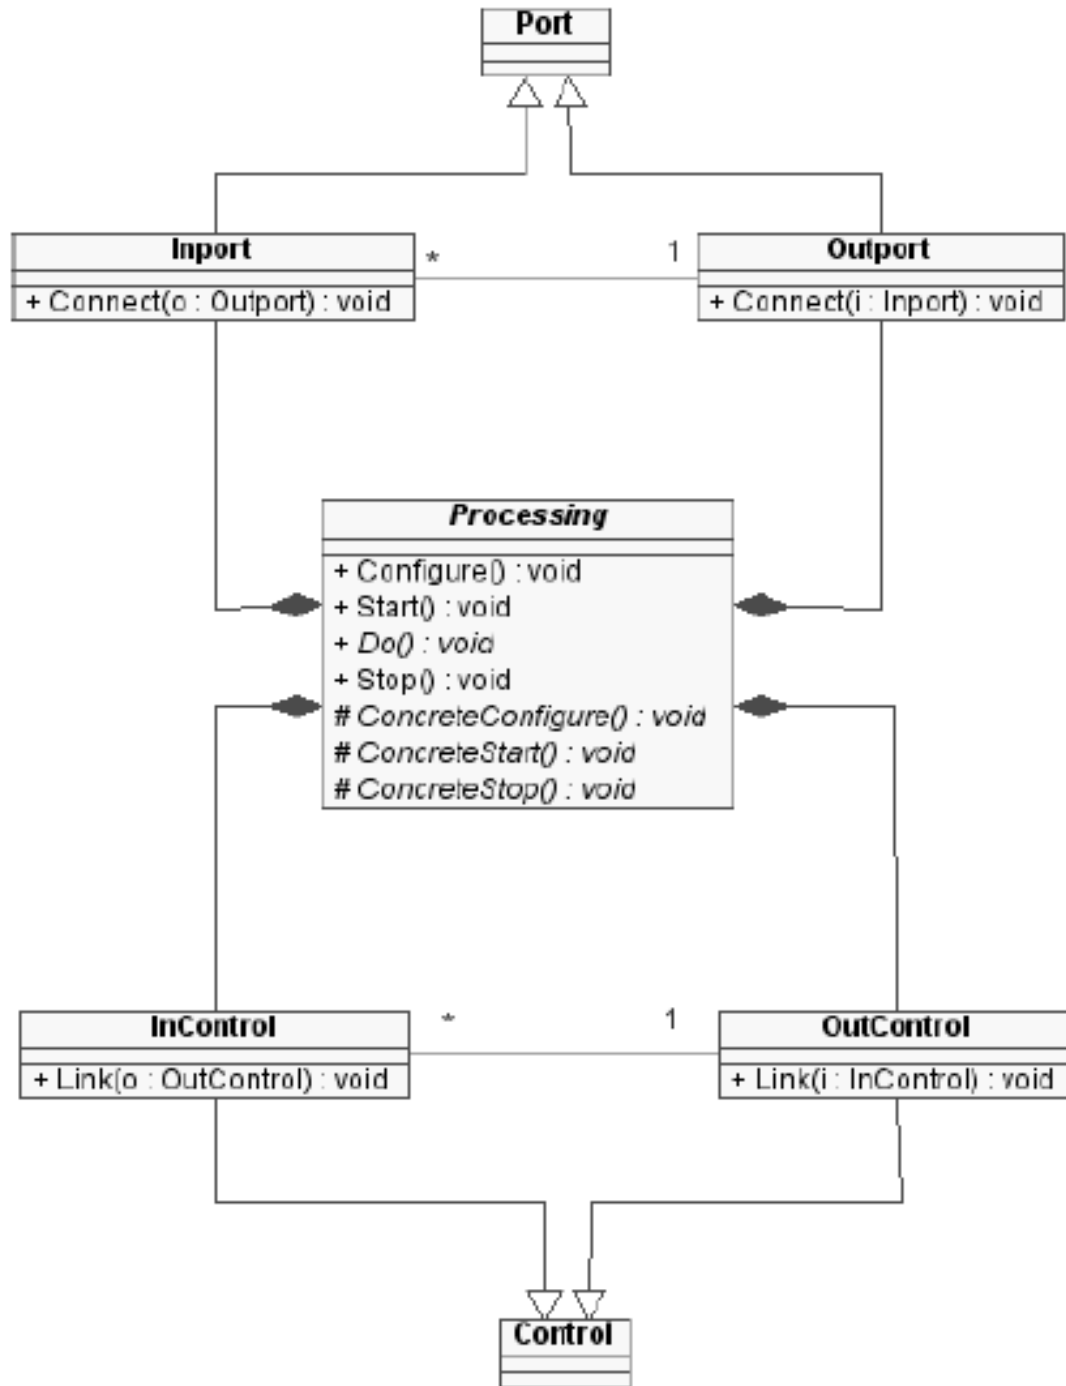 Port
Inport
* 1
Outport
+ Connect(o : Outport) : void
+ Connect(i : Inport) : void
Processing
+ Configure() : void
+ Start() : void
+ Do() : void
+ Stop() : void
# ConcreteConfigure() : void
# ConcreteStart() : void
# ConcreteStop() : void
InControl
* 1
OutControl
+ Link(o : OutControl) : void
+ Link(i : InControl) : void
Control